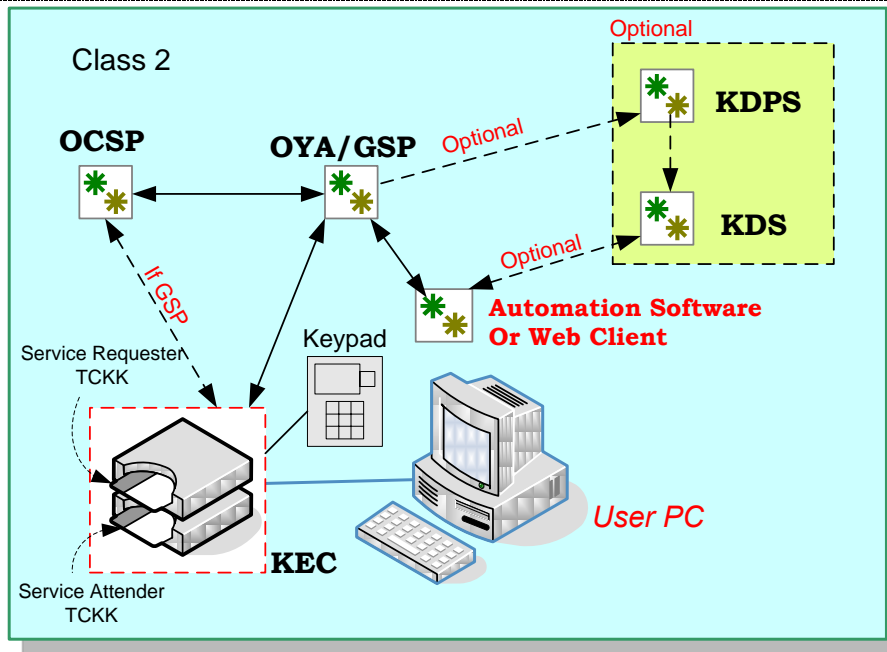 Optional
Class 2
KDPS
OCSP
OYA/GSP
Optional
KDS
Optional
If GSP
Automation Software
Or Web Client
Keypad
Service Requester
TCKK
User PC
KEC
Service Attender
TCKK